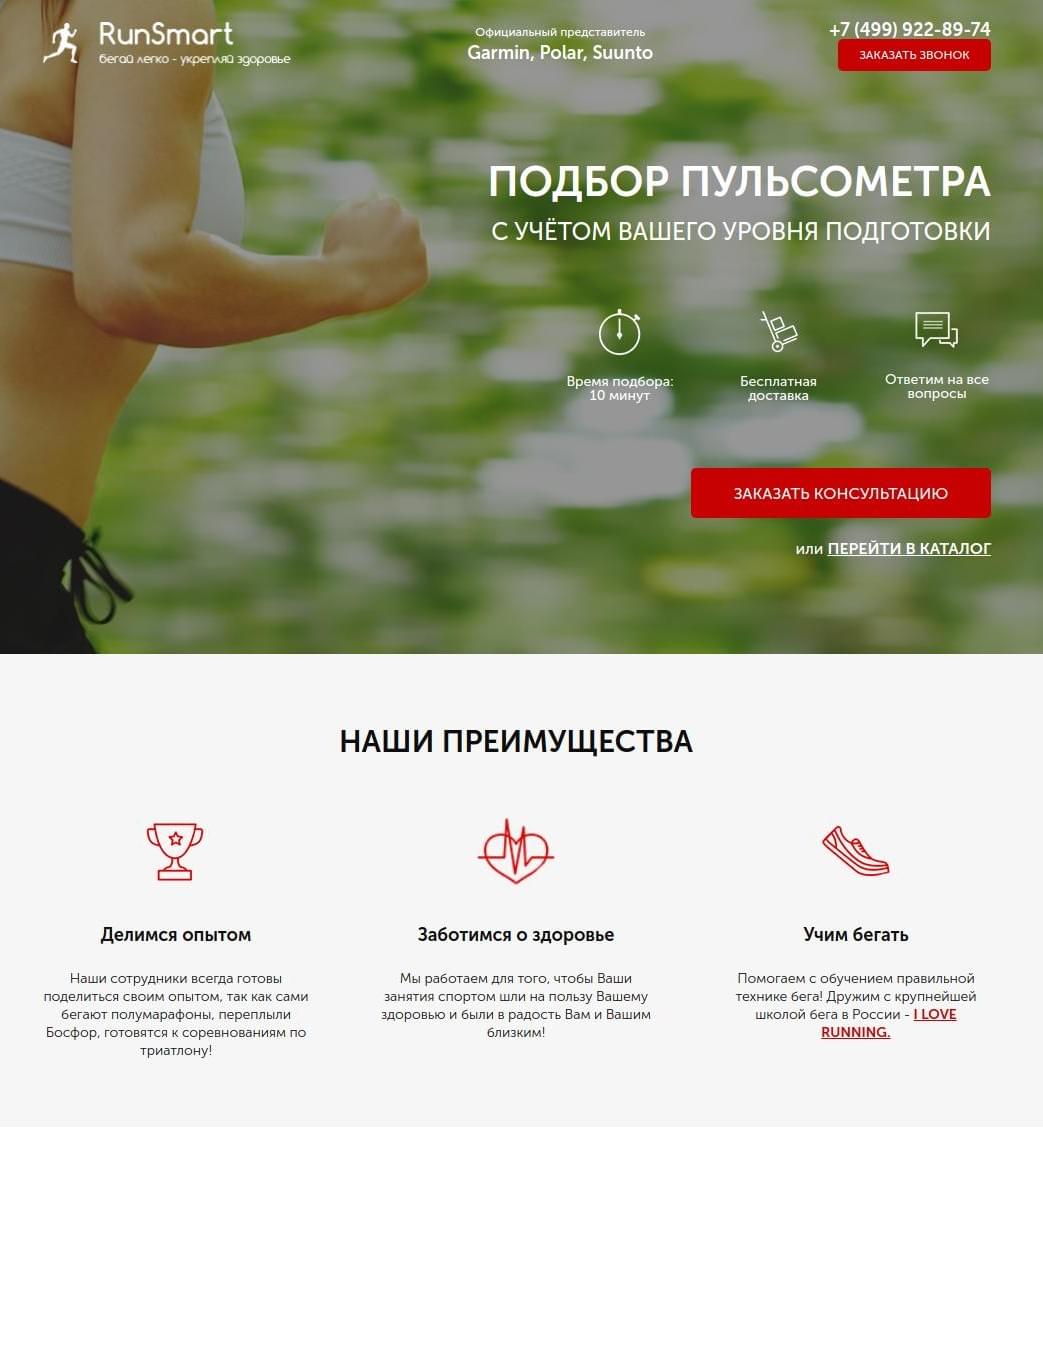 RunSmart
бегай легко - укрепляй здоровье
Официальный представитель
Garmin, Polar, Suunto
+7 (499) 922-89-74
ЗАКАЗАТЬ ЗВОНОК
ПОДБОР ПУЛЬСОМЕТРА
С УЧЁТОМ ВАШЕГО УРОВНЯ ПОДГОТОВКИ
Время подбора:
10 минут
Бесплатная
доставка
Ответим на все
вопросы
ЗАКАЗАТЬ КОНСУЛЬТАЦИЮ
или ПЕРЕЙТИ В КАТАЛОГ
НАШИ ПРЕИМУЩЕСТВА
Делимся опытом
Наши сотрудники всегда готовы
поделиться своим опытом, так как сами
бегают полумарафоны, переплыли
Босфор, готовятся к соревнованиям по
триатлону!
Заботимся о здоровье
Мы работаем для того, чтобы Ваши
занятия спортом шли на пользу Вашему
здоровью и были в радость Вам и Вашим
близким!
Учим бегать
Помогаем с обучением правильной
технике бега! Дружим с крупнейшей
школой бега в России - I LOVE
RUNNING.